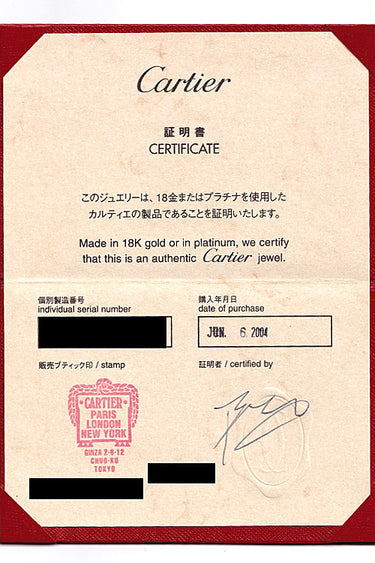 Cartier
証明書
CERTIFICATE
このジュエリーは、18金またはプラチナを使用した
カルティエの製品であることを証明いたします。
Made in 18K gold or in platinum, we certify
that this is an authentic Cartier jewel.
個別製造番号
individual serial number
購入年月日
date of purchase
JUN. 6. 2004
販売ブティック印 / stamp
証明者 / certified by
CARTIER
PARIS
LONDON
NEW YORK
GINZA 2-6-12
CHUO-KU
TOKYO